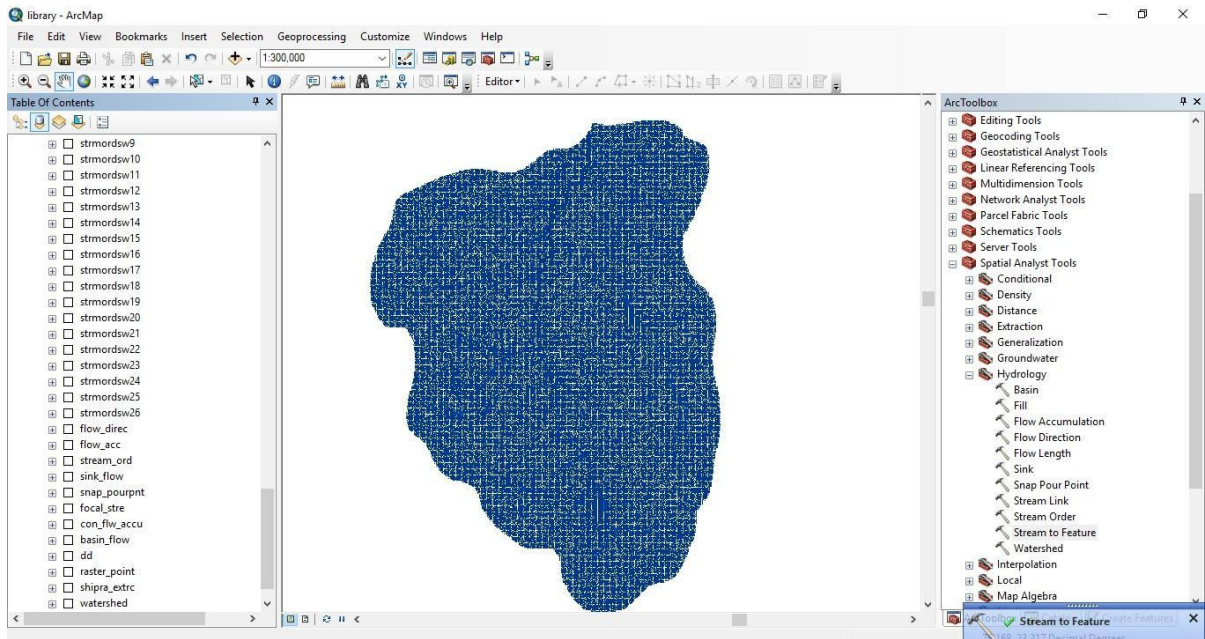 library - ArcMap
File Edit View Bookmarks Insert Selection Geoprocessing Customize Windows Help
1:300,000
Editor
Table Of Contents
strmordsw9
strmordsw10
strmordsw11
strmordsw12
strmordsw13
strmordsw14
strmordsw15
strmordsw16
strmordsw17
strmordsw18
strmordsw19
strmordsw20
strmordsw21
strmordsw22
strmordsw23
strmordsw24
strmordsw25
strmordsw26
flow_direc
flow_acc
stream_ord
sink_flow
snap_pourpnt
focal_stre
con_flw_accu
basin_flow
dd
raster_point
shipra_extrc
watershed
ArcToolbox
Editing Tools
Geocoding Tools
Geostatistical Analyst Tools
Linear Referencing Tools
Multidimension Tools
Network Analyst Tools
Parcel Fabric Tools
Schematics Tools
Server Tools
Spatial Analyst Tools
Conditional
Density
Distance
Extraction
Generalization
Groundwater
Hydrology
Basin
Fill
Flow Accumulation
Flow Direction
Flow Length
Sink
Snap Pour Point
Stream Link
Stream Order
Stream to Feature
Watershed
Interpolation
Local
Map Algebra
Stream to Feature